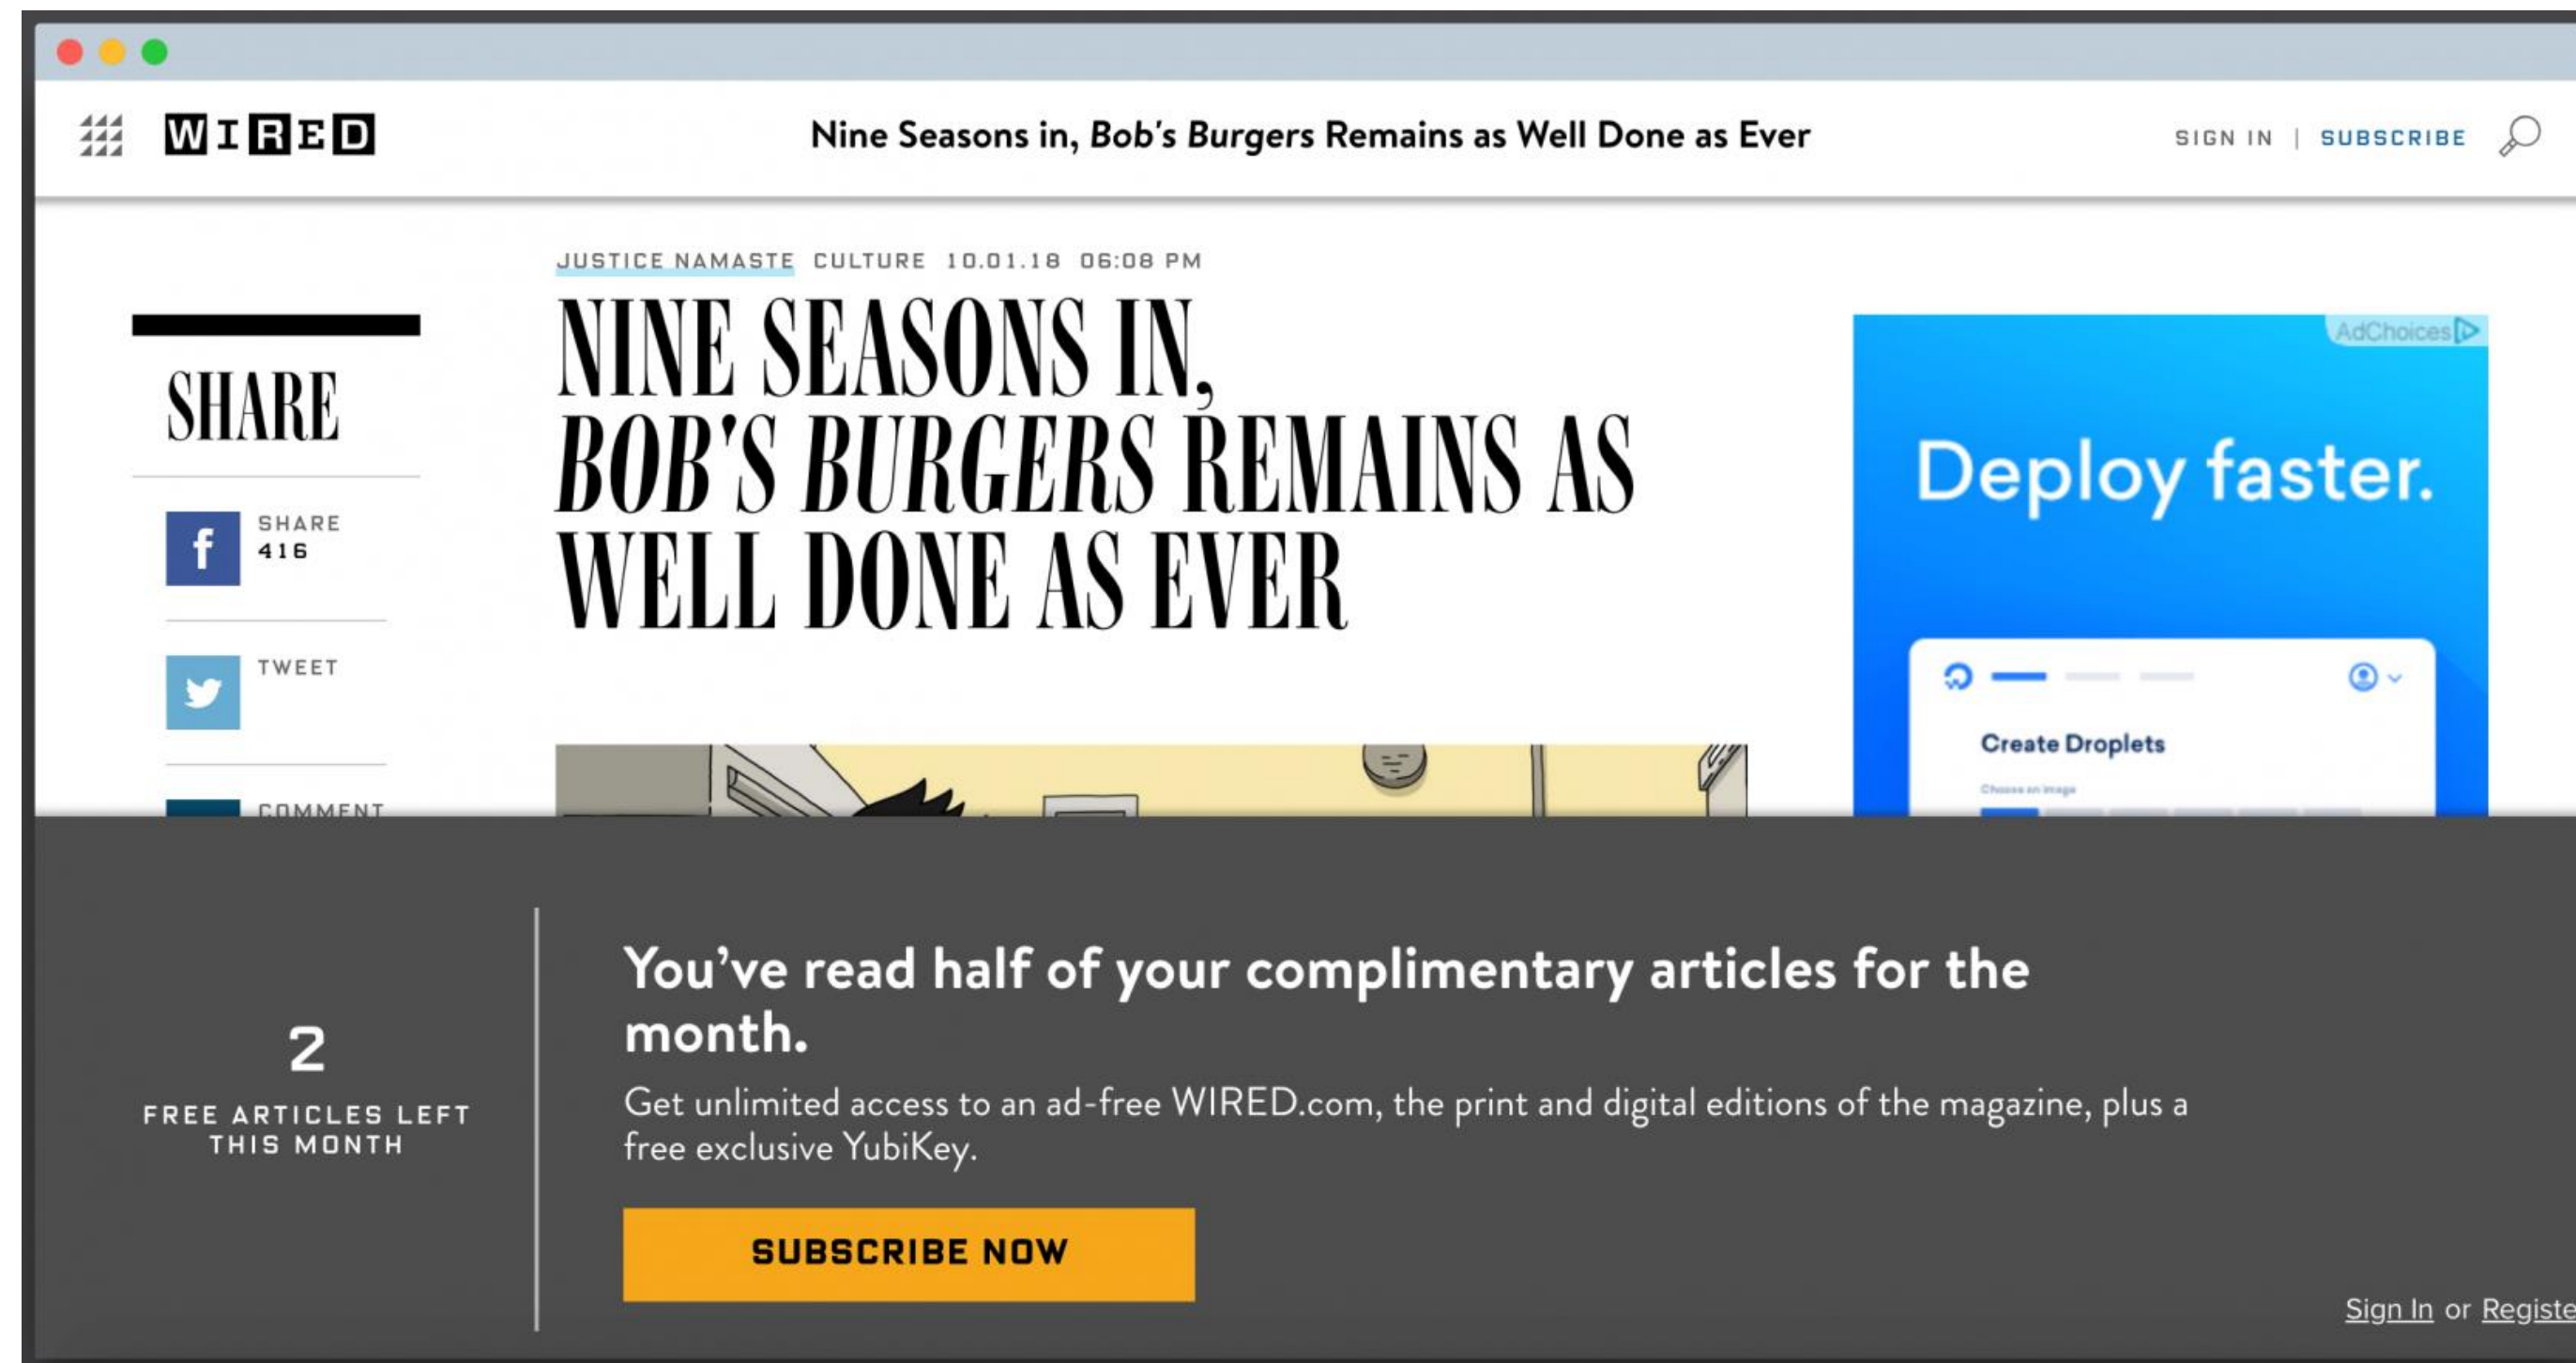 WIRED
Nine Seasons in, Bob's Burgers Remains as Well Done as Ever
SIGN IN | SUBSCRIBE
JUSTICE NAMASTE CULTURE 10.01.18 06:08 PM
NINE SEASONS IN,
BOB'S BURGERS REMAINS AS
WELL DONE AS EVER
SHARE
f
SHARE
416
TWEET
COMMENT
AdChoices
Deploy faster.
Create Droplets
Choose an image
2
FREE ARTICLES LEFT
THIS MONTH
You've read half of your complimentary articles for the
month.
Get unlimited access to an ad-free WIRED.com, the print and digital editions of the magazine, plus a
free exclusive YubiKey.
SUBSCRIBE NOW
Sign In or Registe